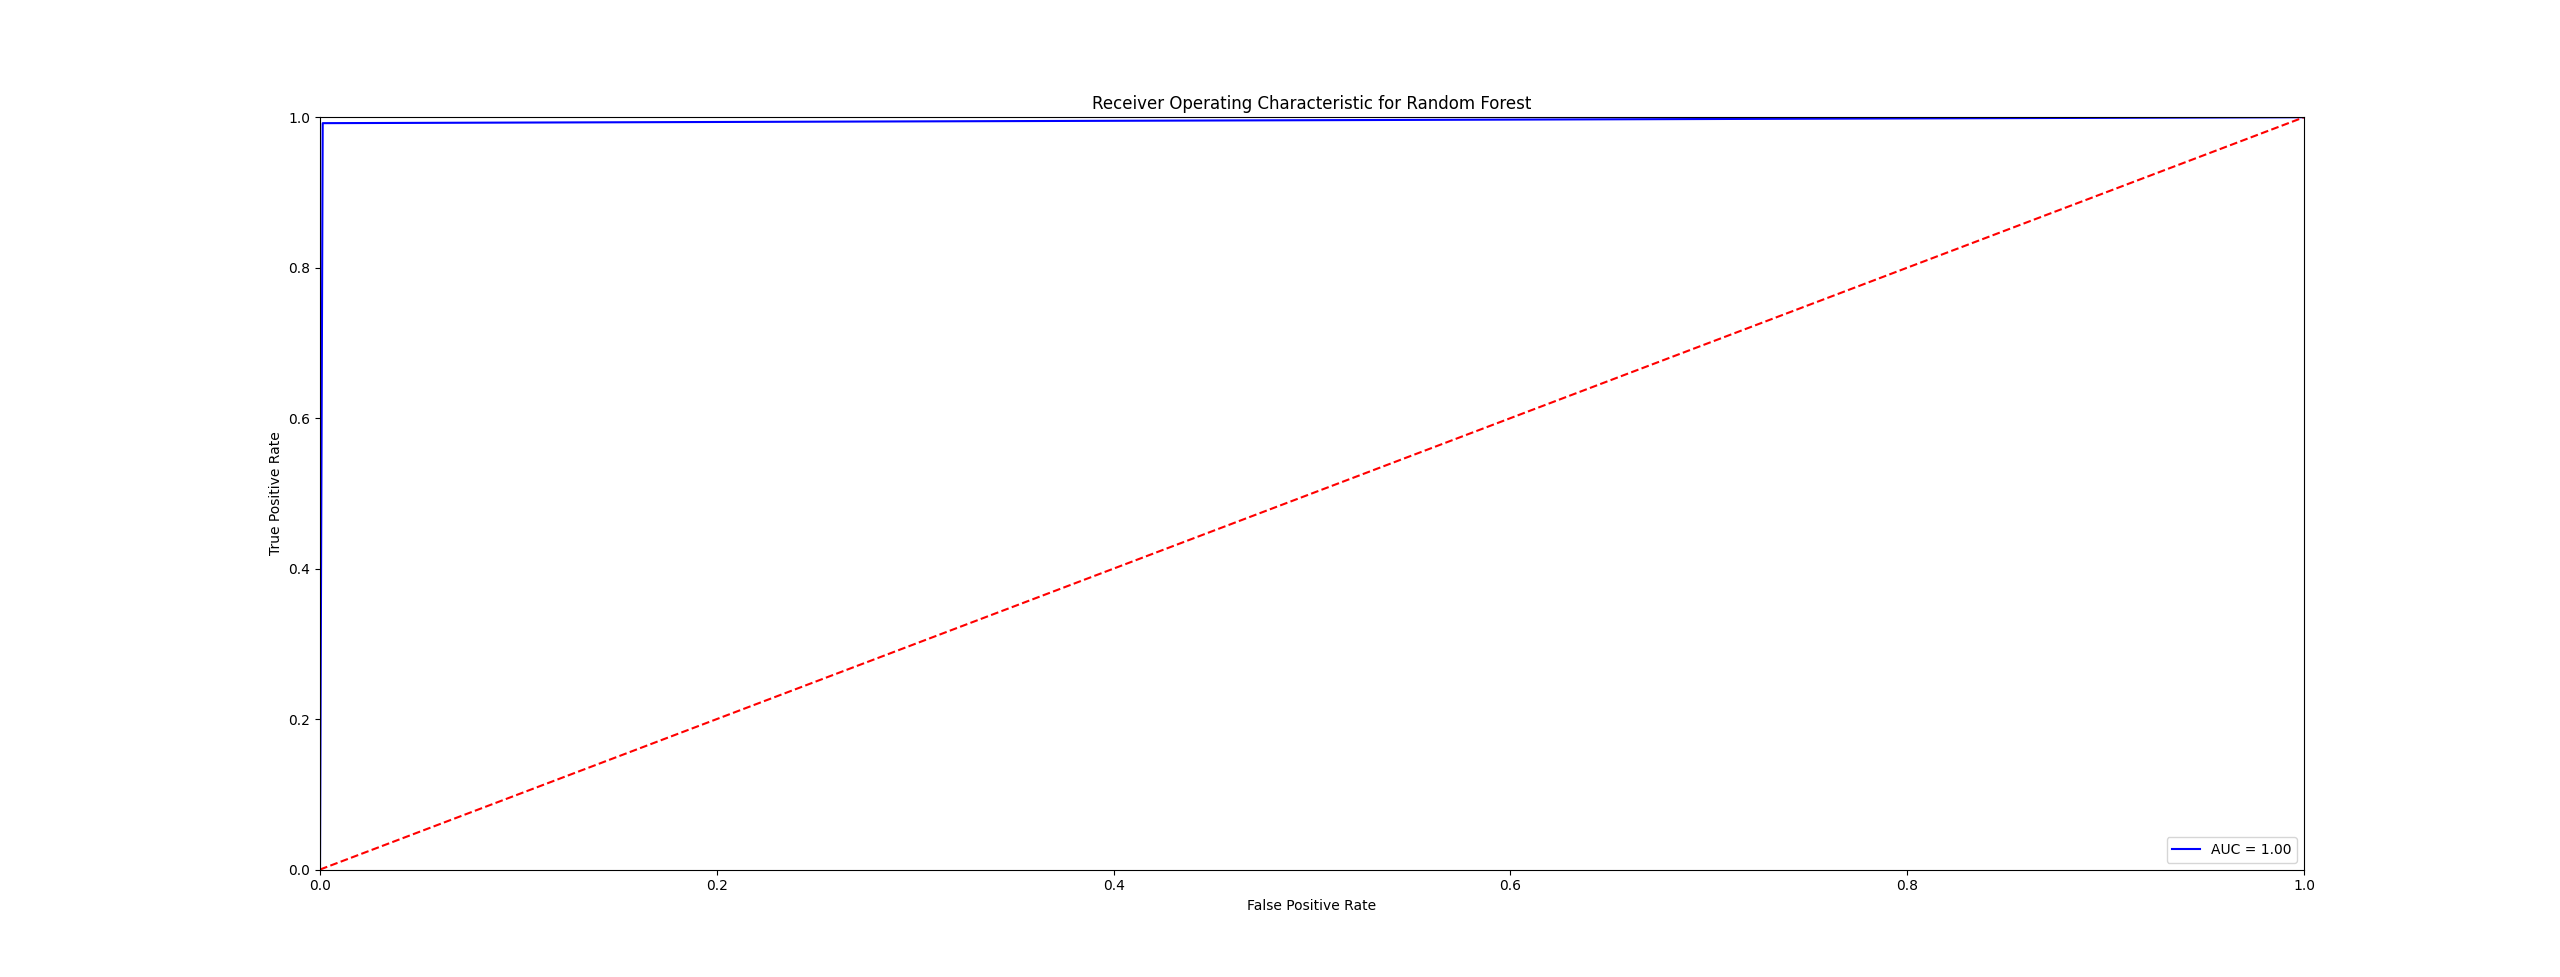 Receiver Operating Characteristic for Random Forest
1.0
0.8
0.6
0.4
0.2
0.0
True Positive Rate
0.0 0.2 0.4 0.6 0.8 1.0
False Positive Rate
AUC = 1.00